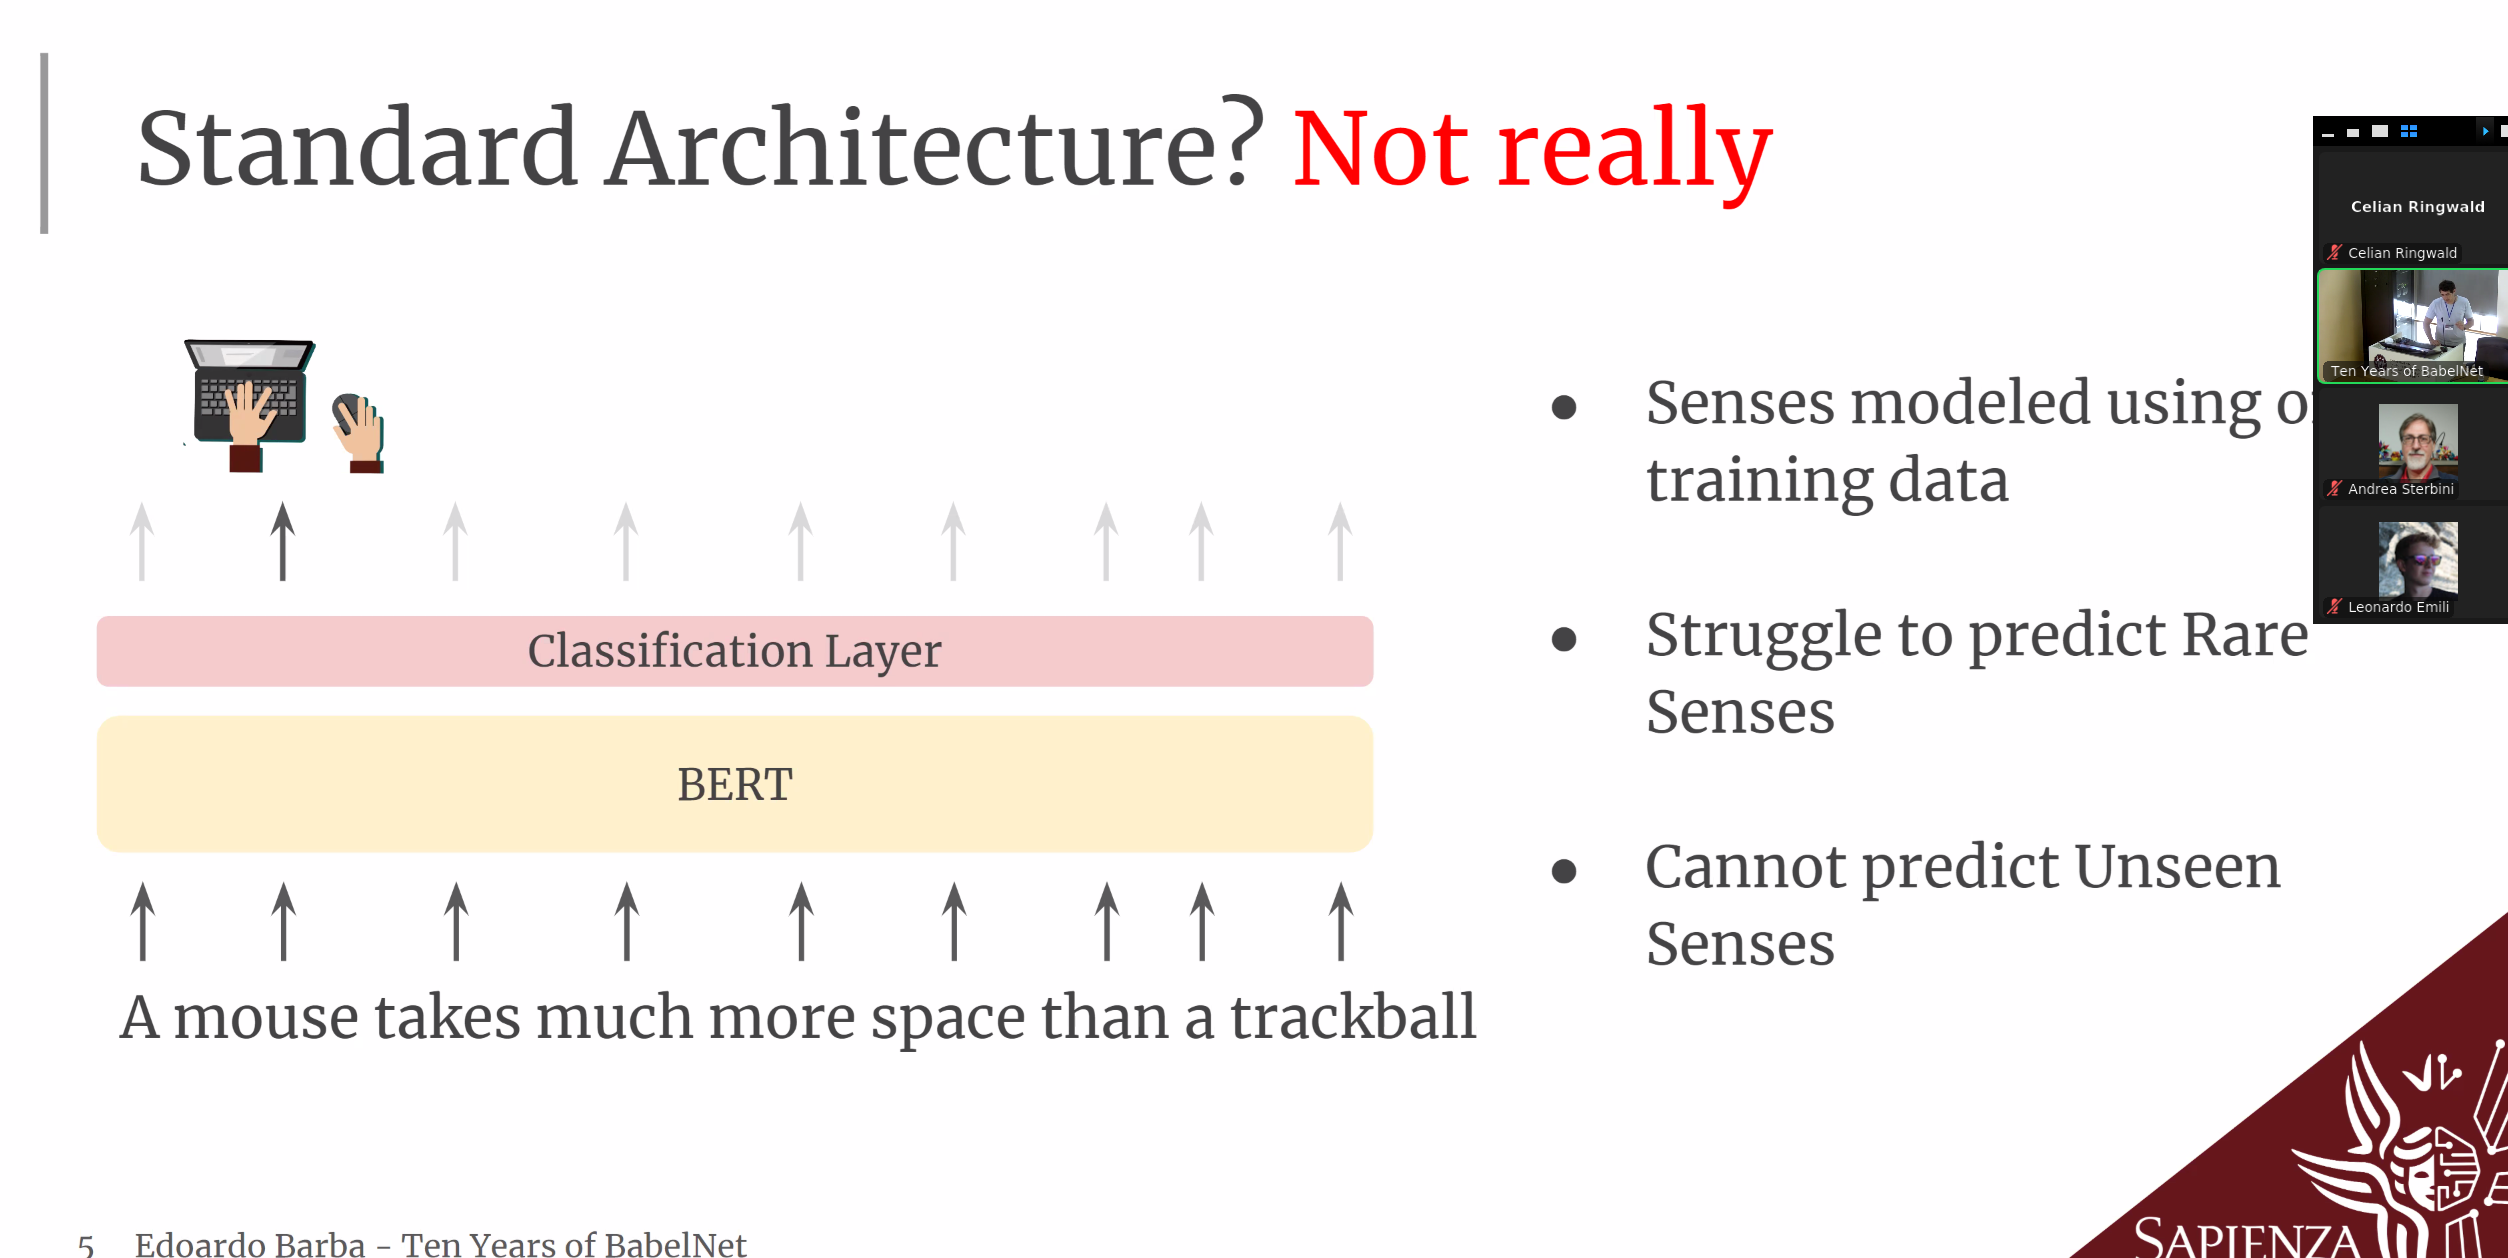 Standard Architecture? Not really
Celian Ringwald
Celian Ringwald
Ten Years of BabelNet
Andrea Sterbini
Leonardo Emili
Senses modeled using
training data
Struggle to predict Rare
Senses
Cannot predict Unseen
Senses
Classification Layer
BERT
A mouse takes much more space than a trackball
5 Edoardo Barba - Ten Years of BabelNet
SAPIENZA